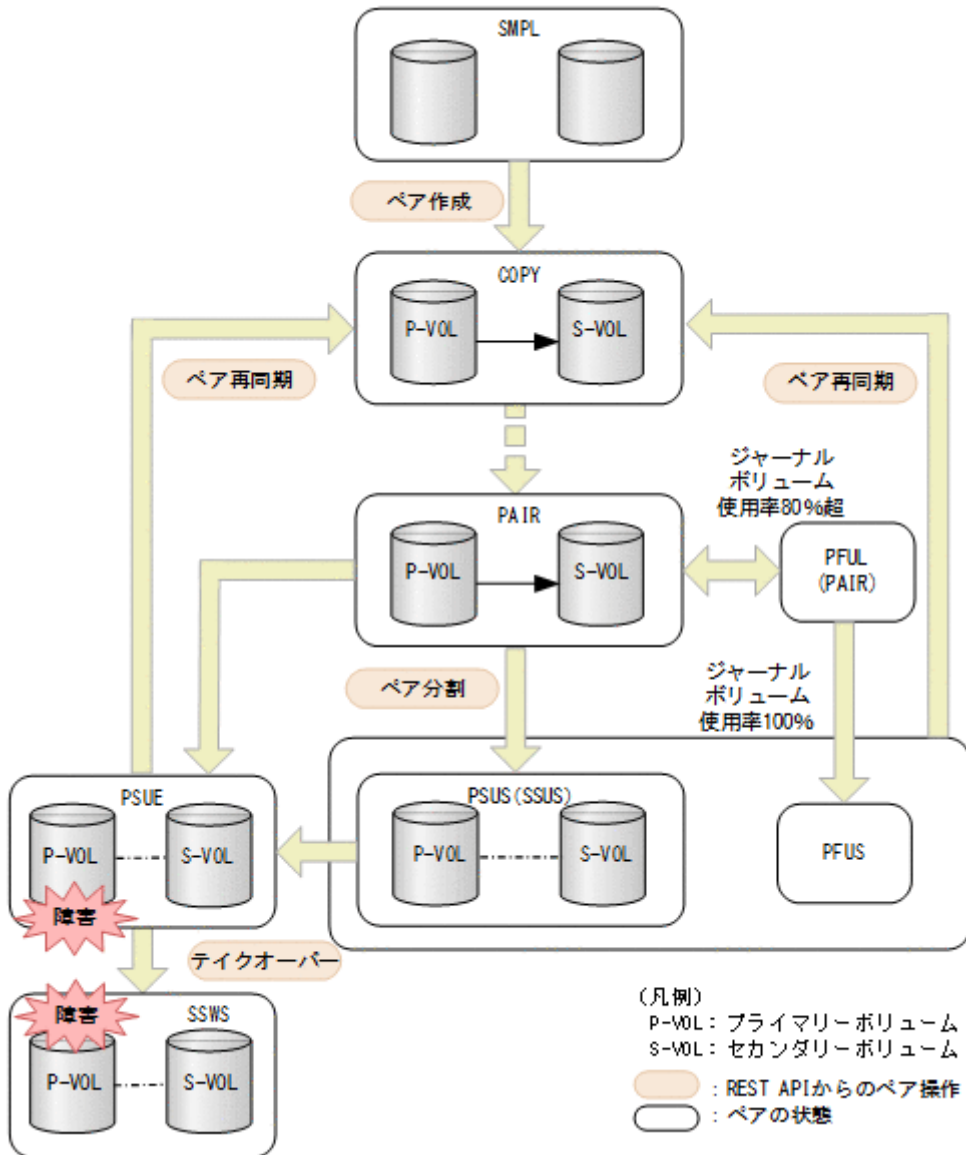 SMPL
ペア作成
COPY
P-VOL
S-VOL
ペア再同期
ペア再同期
ジャーナル
ボリューム
使用率80%超
PAIR
P-VOL
S-VOL
PFUL
(PAIR)
ペア分割
ジャーナル
ボリューム
使用率100%
PSUE
P-VOL
S-VOL
障害
PSUS(SSUS)
P-VOL
S-VOL
PFUS
テイクオーバー
障害
SSWS
P-VOL
S-VOL
(凡例)
P-VOL: プライマリーボリューム
S-VOL: セカンダリーボリューム
: REST APIからのペア操作
: ペアの状態